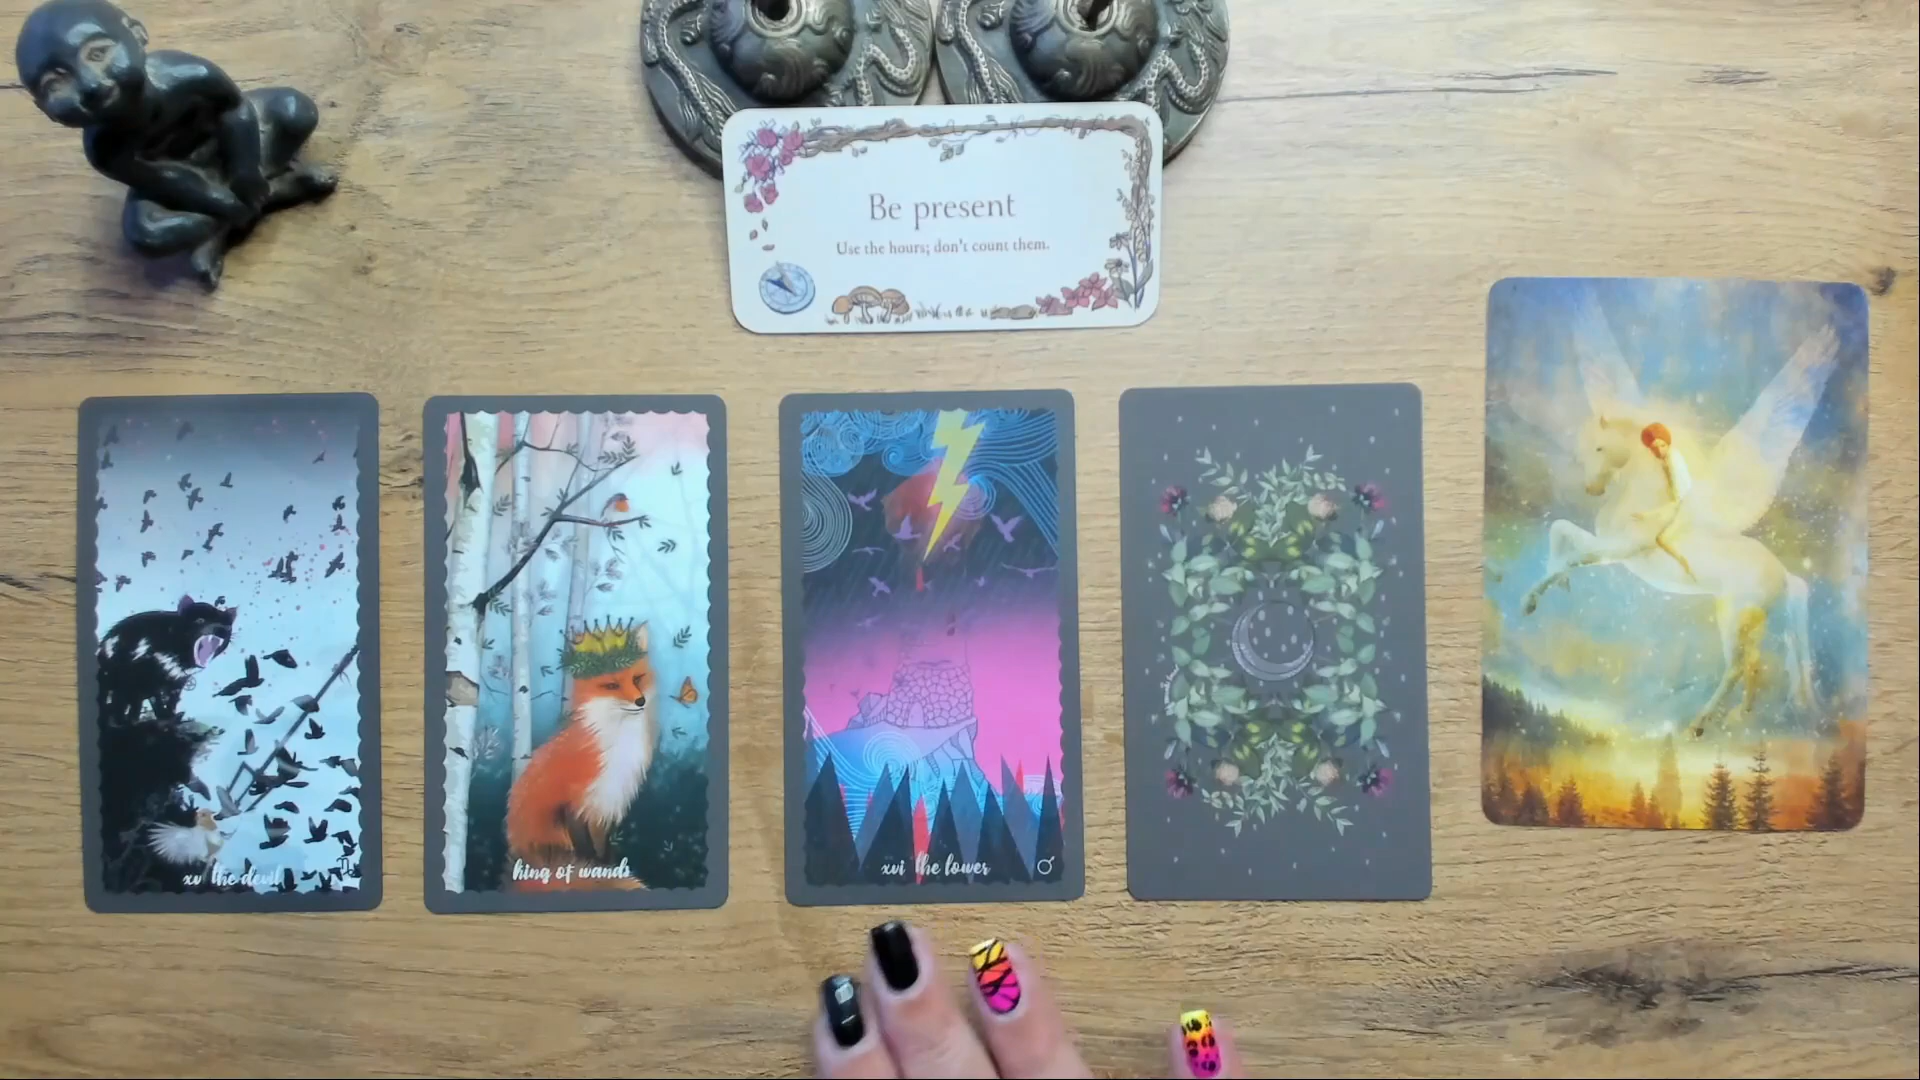 Be present
Use the hours; don't count them.
xv the devil
king of wands
xvi the tower